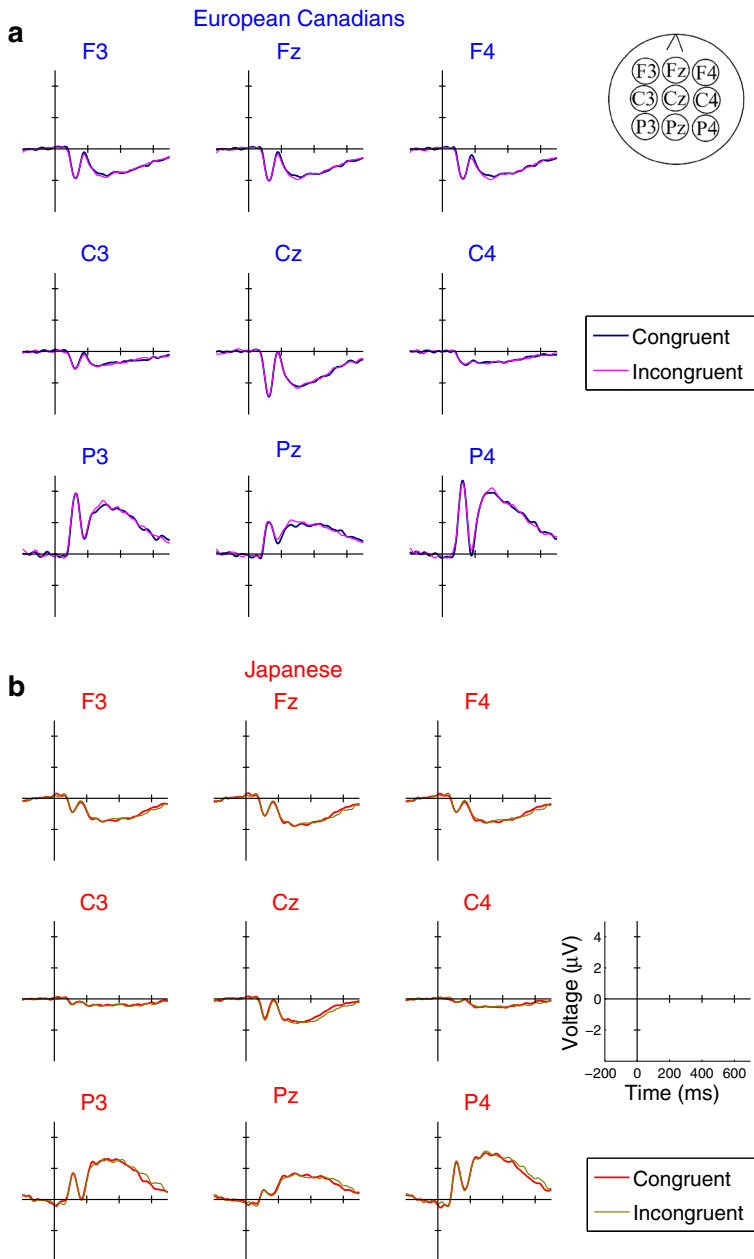 a
European Canadians
F3 Fz F4
F3 Fz F4
C3 Cz C4
P3 Pz P4
C3 Cz C4
Congruent
Incongruent
P3 Pz P4
b
Japanese
F3 Fz F4
C3 Cz C4
4
2
0
−2
Voltage (μV)
−200 0 200 400 600
Time (ms)
P3 Pz P4
Congruent
Incongruent